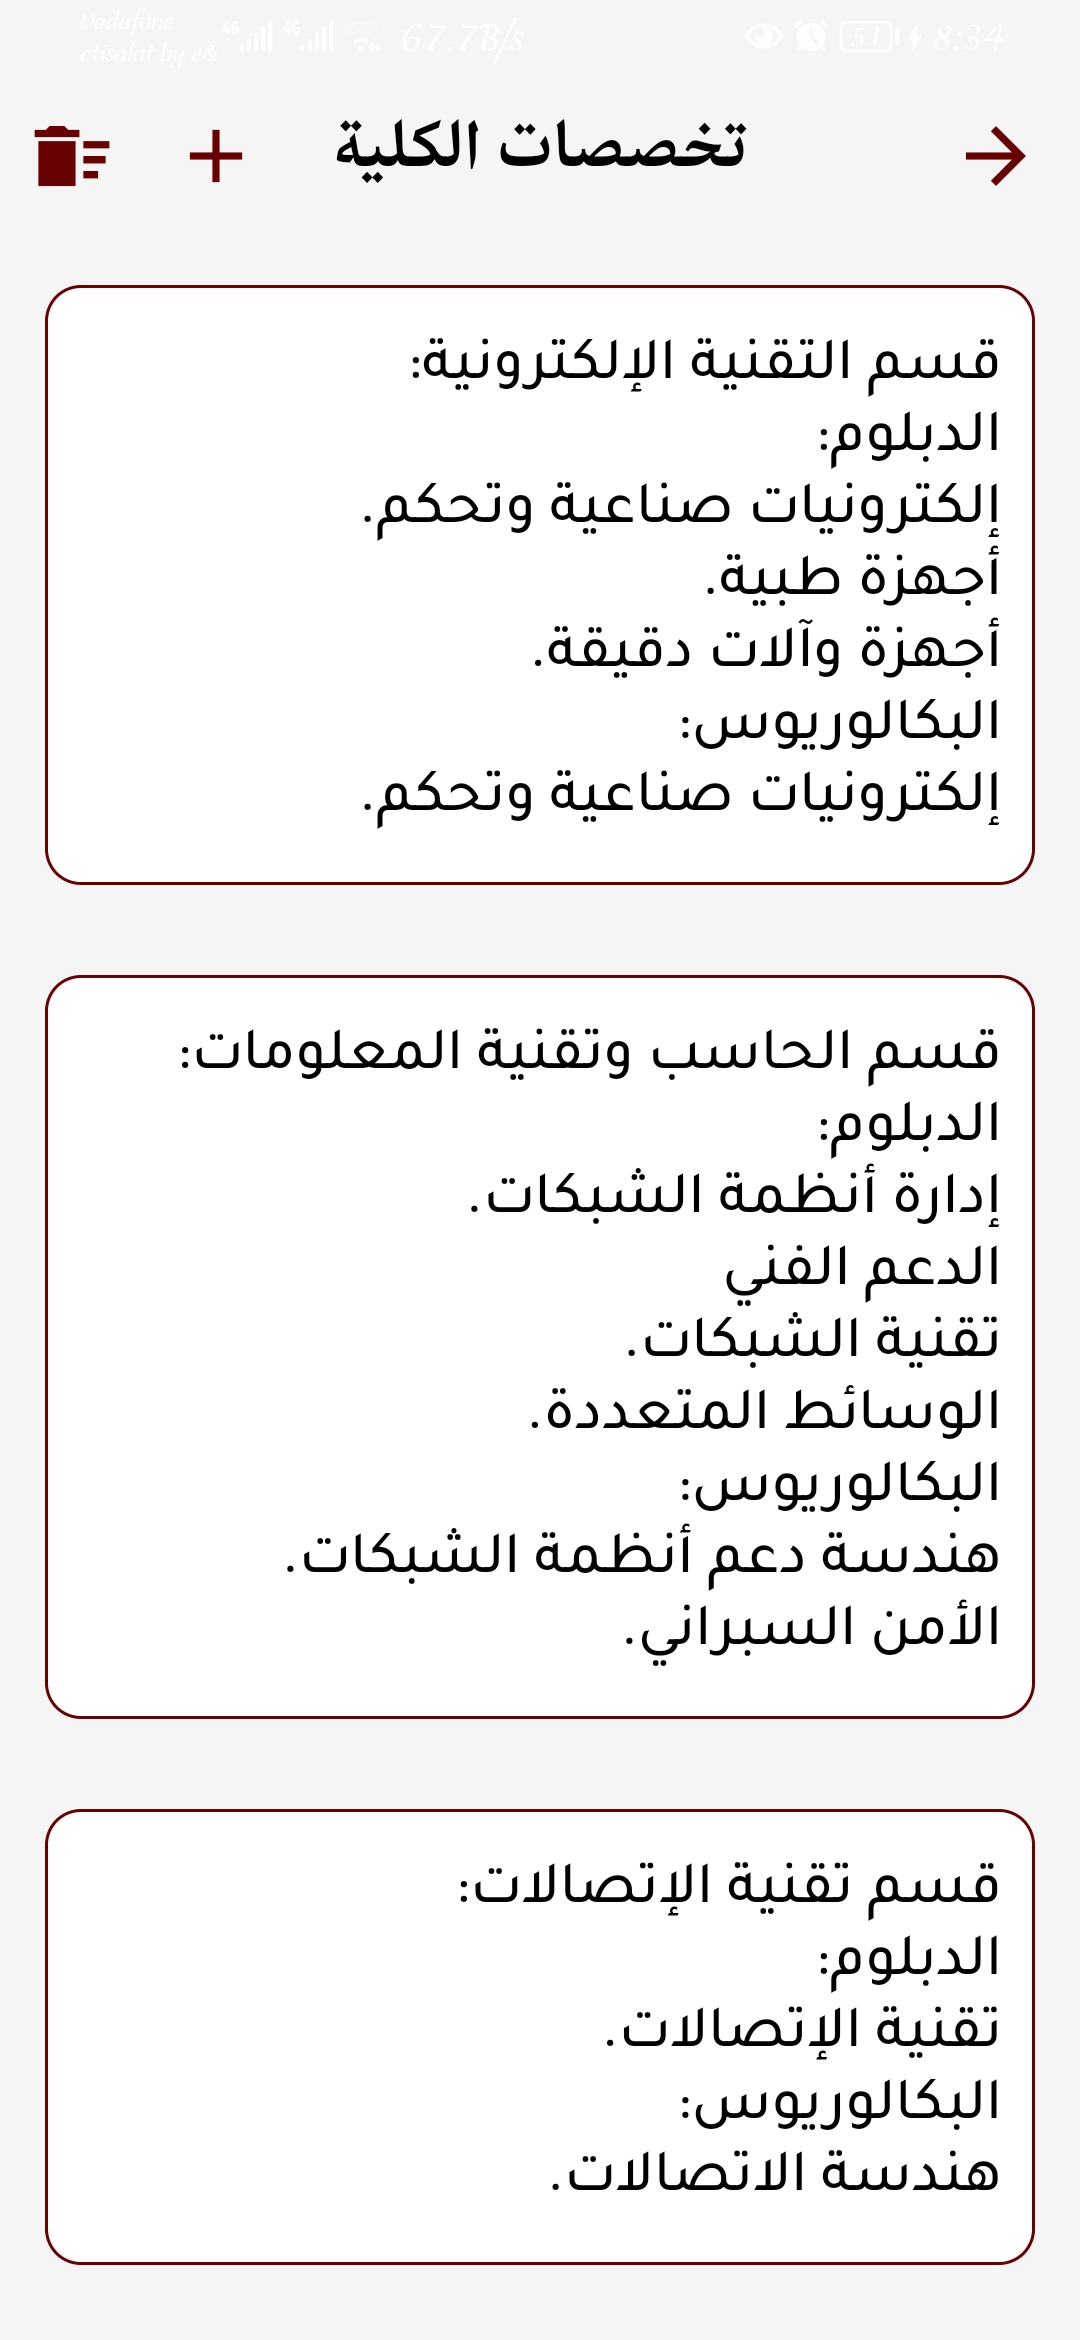 Vodafone
etisalat by e& 4G 4G 67.7B/s 51 8:34
تخصصات الكلية
قسم التقنية الإلكترونية:
الدبلوم:
إلكترونيات صناعية وتحكم.
أجهزة طبية.
أجهزة وآلات دقيقة.
البكالوريوس:
إلكترونيات صناعية وتحكم.
قسم الحاسب وتقنية المعلومات:
الدبلوم:
إدارة أنظمة الشبكات.
الدعم الفني
تقنية الشبكات.
الوسائط المتعددة.
البكالوريوس:
هندسة دعم أنظمة الشبكات.
الأمن السبراني.
قسم تقنية الإتصالات:
الدبلوم:
تقنية الإتصالات.
البكالوريوس:
هندسة الاتصالات.